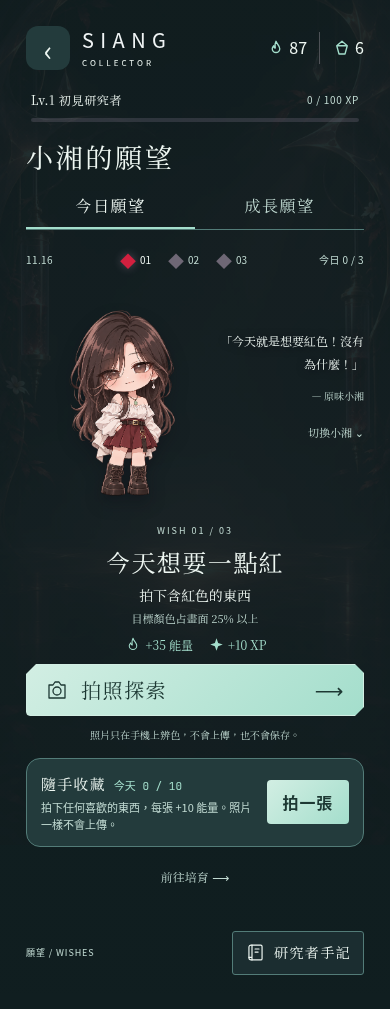 ‹
SIANG
COLLECTOR
87
6
Lv.1 初見研究者
0 / 100 XP
小湘的願望
今日願望
成長願望
11.16
01
02
03
今日 0 / 3
「今天就是想要紅色！沒有
為什麼！」
— 原味小湘
切換小湘 ⌄
WISH 01 / 03
今天想要一點紅
拍下含紅色的東西
目標顏色占畫面 25% 以上
+35 能量
+10 XP
拍照探索 ⟶
照片只在手機上辨色，不會上傳，也不會保存。
隨手收藏 今天 0 / 10
拍下任何喜歡的東西，每張 +10 能量。照片
一樣不會上傳。
拍一張
前往培育 ⟶
願望 / WISHES
研究者手記